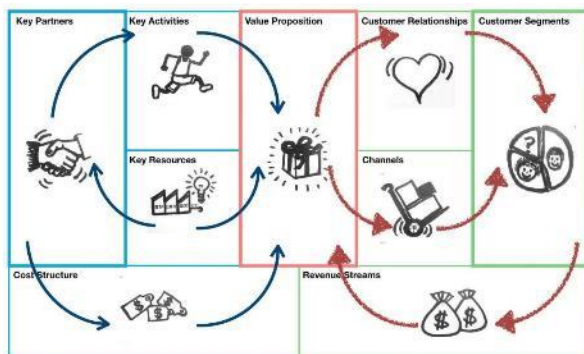 Key Partners
Key Activities
Value Proposition
Customer Relationships
Customer Segments
Key Resources
Channels
?
Cost Structure
Revenue Streams
$
$
$
$
$